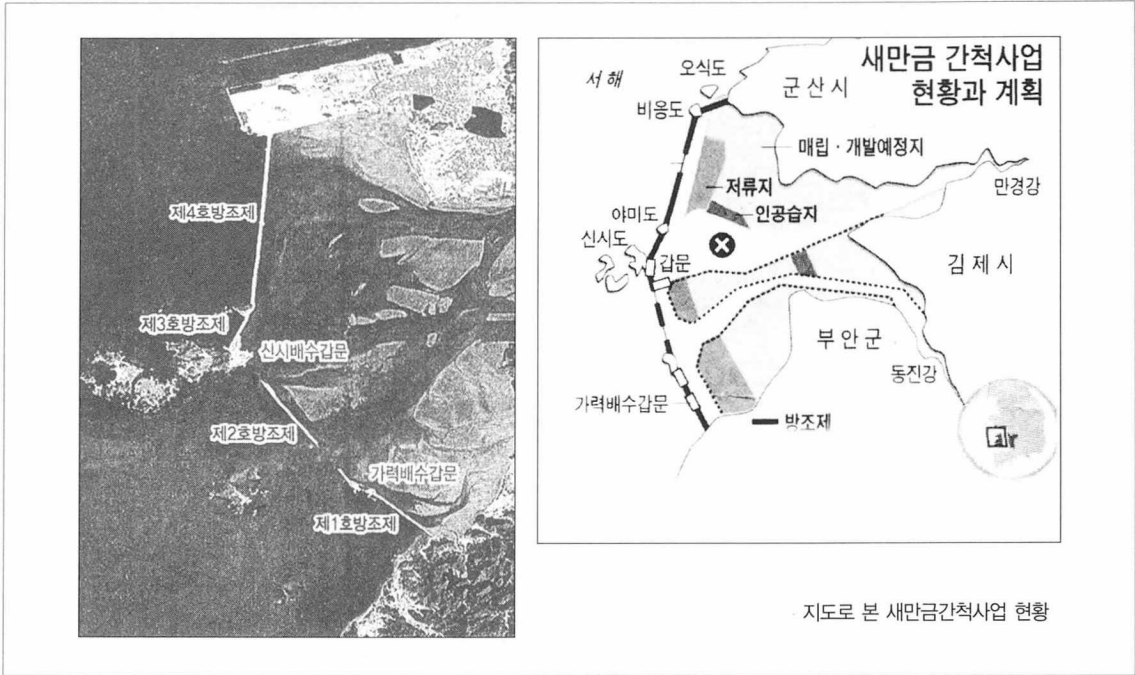 제4호방조제
제3호방조제
신시배수갑문
제2호방조제
가력배수갑문
제1호방조제
새만금 간척사업
현황과 계획
서해
오식도
군산시
비응도
매립·개발예정지
만경강
저류지
인공습지
야미도
신시도
갑문
김제시
부안군
동진강
가력배수갑문
방조제
지도로 본 새만금간척사업 현황